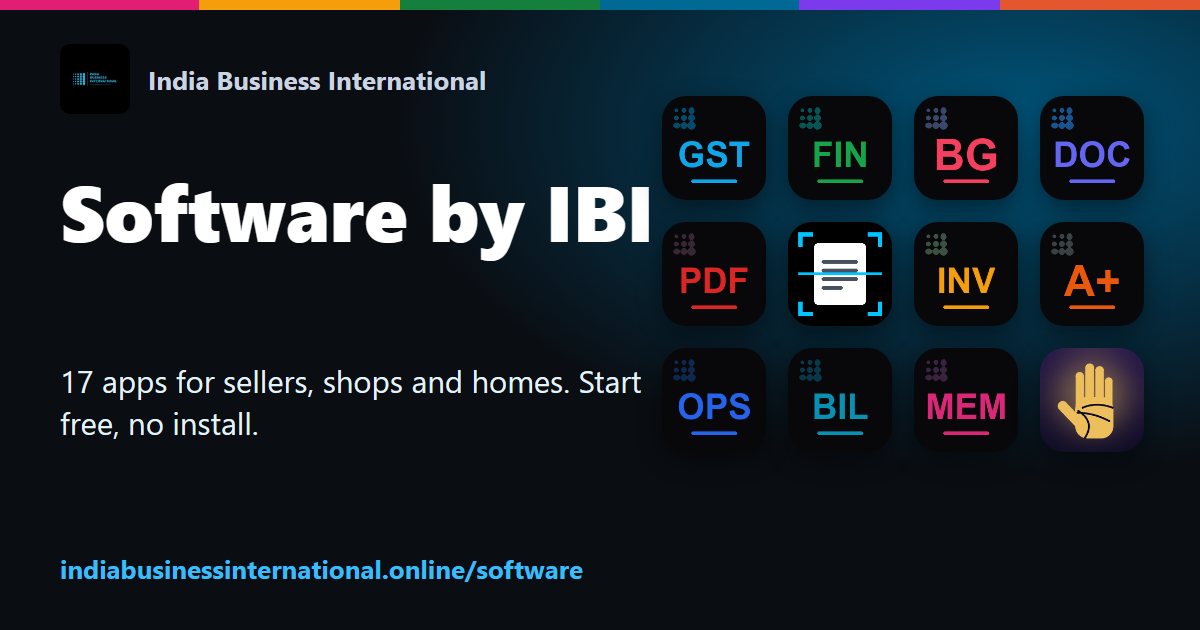 India Business International
Software by IBI
17 apps for sellers, shops and homes. Start
free, no install.
indiabusinessinternational.online/software
GST
FIN
BG
DOC
PDF
INV
A+
OPS
BIL
MEM